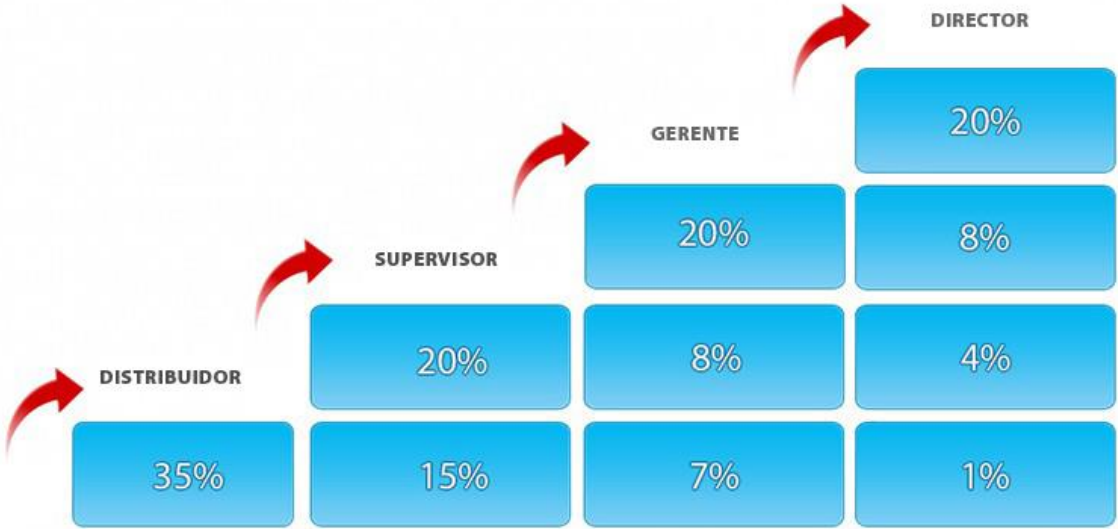 DIRECTOR
20%
GERENTE
20%
8%
SUPERVISOR
20%
8%
4%
DISTRIBUIDOR
35%
15%
7%
1%